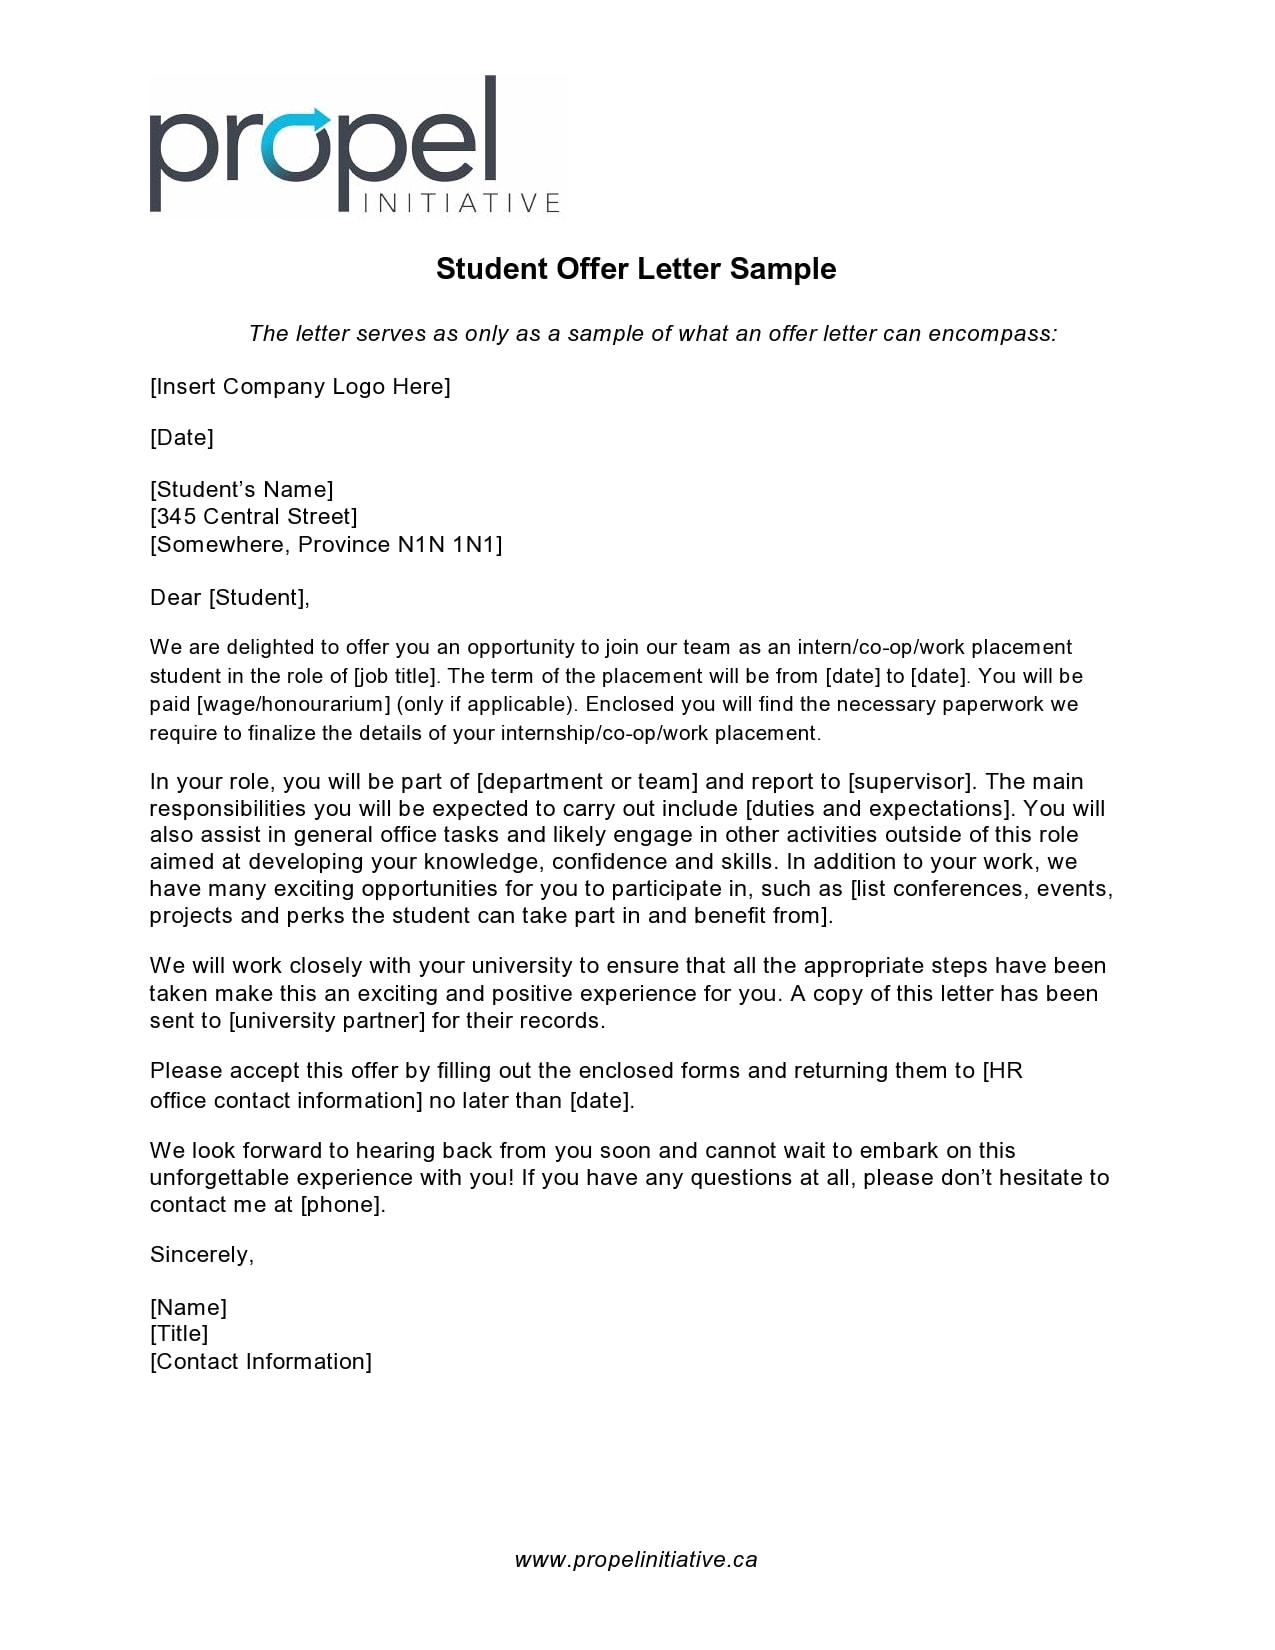 propel
INITIATIVE
Student Offer Letter Sample
The letter serves as only as a sample of what an offer letter can encompass:
[Insert Company Logo Here]
[Date]
[Student’s Name]
[345 Central Street]
[Somewhere, Province N1N 1N1]
Dear [Student],
We are delighted to offer you an opportunity to join our team as an intern/co-op/work placement
student in the role of [job title]. The term of the placement will be from [date] to [date]. You will be
paid [wage/honourarium] (only if applicable). Enclosed you will find the necessary paperwork we
require to finalize the details of your internship/co-op/work placement.
In your role, you will be part of [department or team] and report to [supervisor]. The main
responsibilities you will be expected to carry out include [duties and expectations]. You will
also assist in general office tasks and likely engage in other activities outside of this role
aimed at developing your knowledge, confidence and skills. In addition to your work, we
have many exciting opportunities for you to participate in, such as [list conferences, events,
projects and perks the student can take part in and benefit from].
We will work closely with your university to ensure that all the appropriate steps have been
taken make this an exciting and positive experience for you. A copy of this letter has been
sent to [university partner] for their records.
Please accept this offer by filling out the enclosed forms and returning them to [HR
office contact information] no later than [date].
We look forward to hearing back from you soon and cannot wait to embark on this
unforgettable experience with you! If you have any questions at all, please don’t hesitate to
contact me at [phone].
Sincerely,
[Name]
[Title]
[Contact Information]
www.propelinitiative.ca